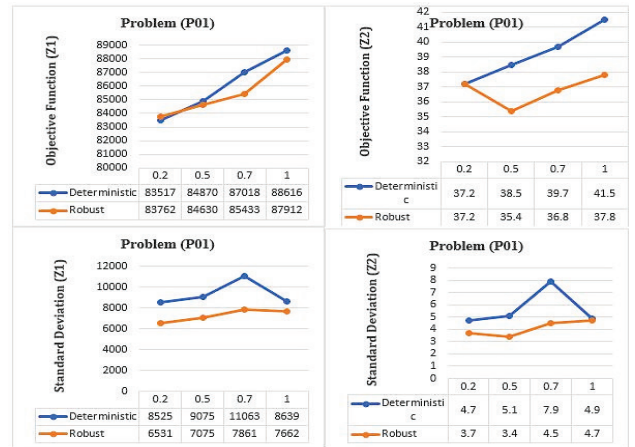 Problem (P01)
Objective Function (Z1)
89000
88000
87000
86000
85000
84000
83000
82000
81000
80000
0.2 0.5 0.7 1
Deterministic 83517 84870 87018 88616
Robust 83762 84630 85433 87912
Problem (P01)
Objective Function (Z2)
42
41
40
39
38
37
36
35
34
33
32
0.2 0.5 0.7 1
Deterministi
c 37.2 38.5 39.7 41.5
Robust 37.2 35.4 36.8 37.8
Problem (P01)
Standard Deviation (Z1)
12000
10000
8000
6000
4000
2000
0
0.2 0.5 0.7 1
Deterministic 8525 9075 11063 8639
Robust 6531 7075 7861 7662
Problem (P01)
Standard Deviation (Z2)
9
8
7
6
5
4
3
2
1
0
0.2 0.5 0.7 1
Deterministi
c 4.7 5.1 7.9 4.9
Robust 3.7 3.4 4.5 4.7